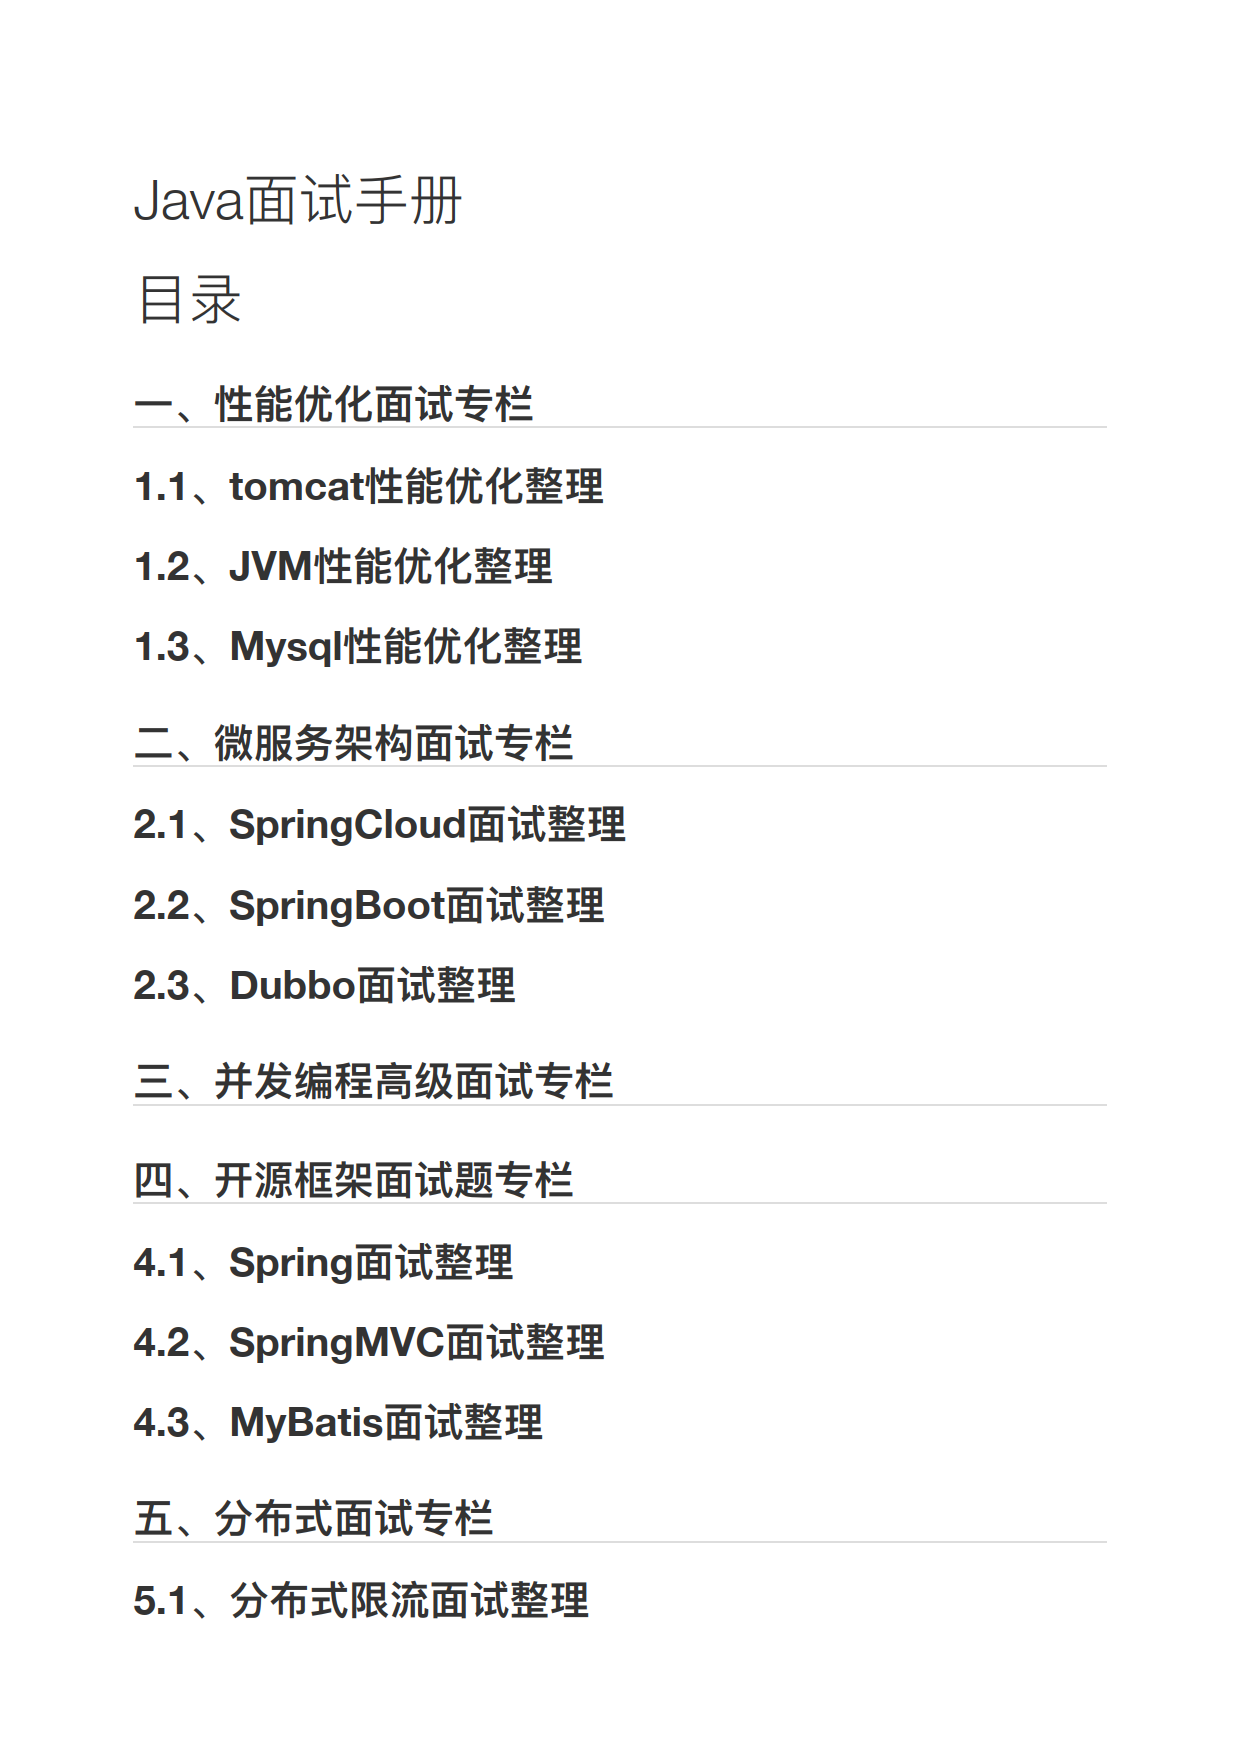 Java面试手册
目录
一、性能优化面试专栏
1.1、tomcat性能优化整理
1.2、JVM性能优化整理
1.3、Mysql性能优化整理
二、微服务架构面试专栏
2.1、SpringCloud面试整理
2.2、SpringBoot面试整理
2.3、Dubbo面试整理
三、并发编程高级面试专栏
四、开源框架面试题专栏
4.1、Spring面试整理
4.2、SpringMVC面试整理
4.3、MyBatis面试整理
五、分布式面试专栏
5.1、分布式限流面试整理